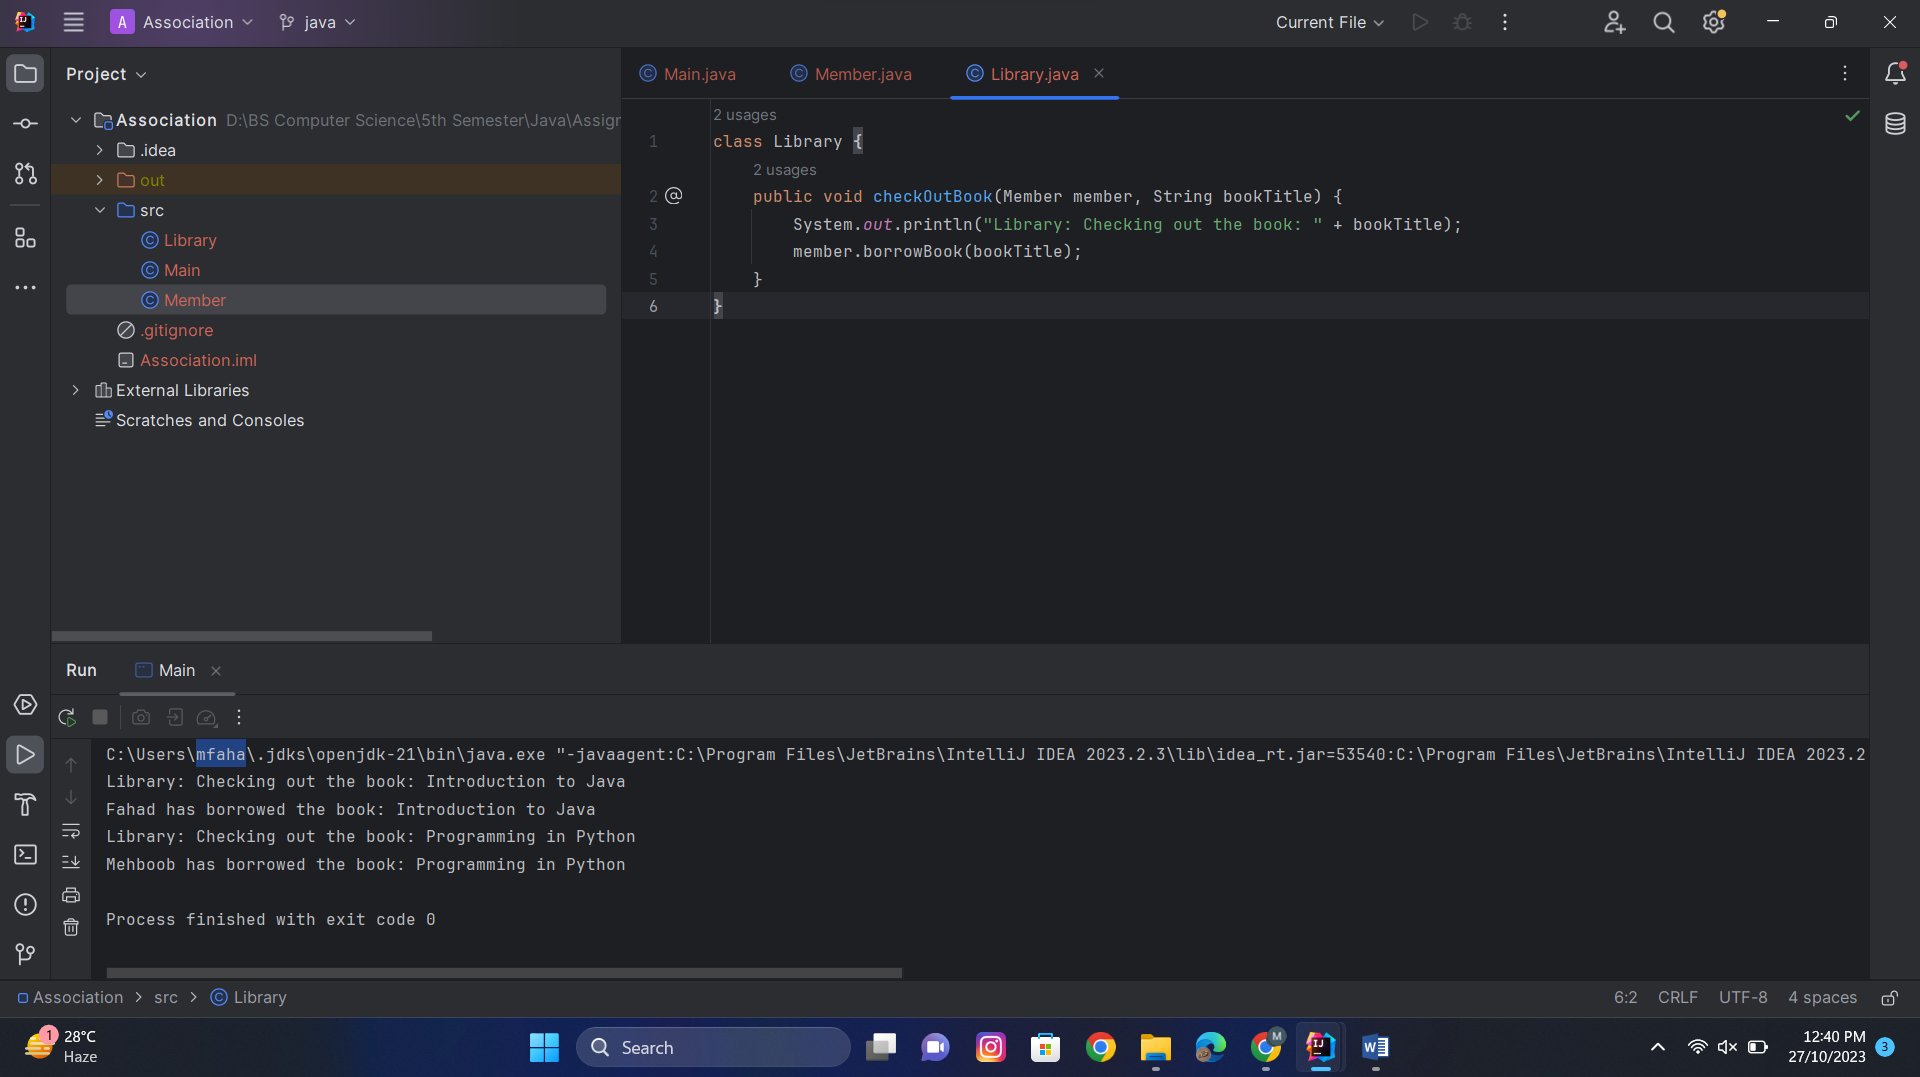 A Association java Current File
Project
Main.java Member.java Library.java
Association D:\BS Computer Science\5th Semester\Java\Assigr
.idea
out
src
Library
Main
Member
.gitignore
Association.iml
External Libraries
Scratches and Consoles
2 usages
1 class Library {
2 usages
2 public void checkOutBook(Member member, String bookTitle) {
3 System.out.println("Library: Checking out the book: " + bookTitle);
4 member.borrowBook(bookTitle);
5 }
6 }
Run Main
C:\Users\mfaha\.jdks\openjdk-21\bin\java.exe "-javaagent:C:\Program Files\JetBrains\IntelliJ IDEA 2023.2.3\lib\idea_rt.jar=53540:C:\Program Files\JetBrains\IntelliJ IDEA 2023.2
Library: Checking out the book: Introduction to Java
Fahad has borrowed the book: Introduction to Java
Library: Checking out the book: Programming in Python
Mehboob has borrowed the book: Programming in Python
Process finished with exit code 0
Association > src > Library 6:2 CRLF UTF-8 4 spaces
1 28°C
Haze
Search
M
12:40 PM
27/10/2023 3